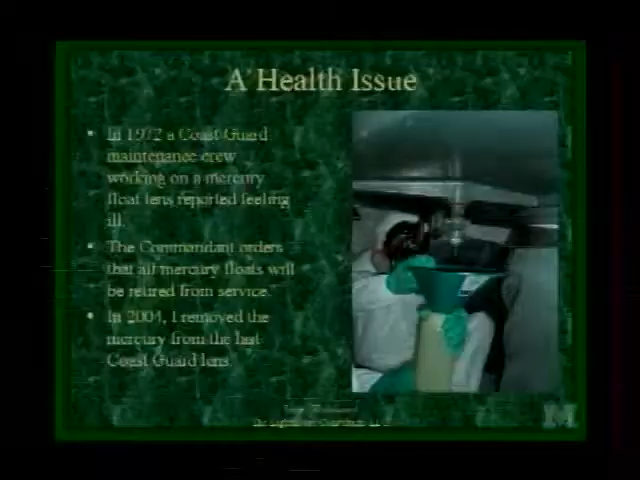 A Health Issue
• In 1972 a Coast Guard
maintenance crew
working on a mercury
float lens reported feeling
ill.
• The Commandant orders
that all mercury floats will
be retired from service."
• In 2004, I removed the
mercury from the last
Coast Guard lens.
The
M